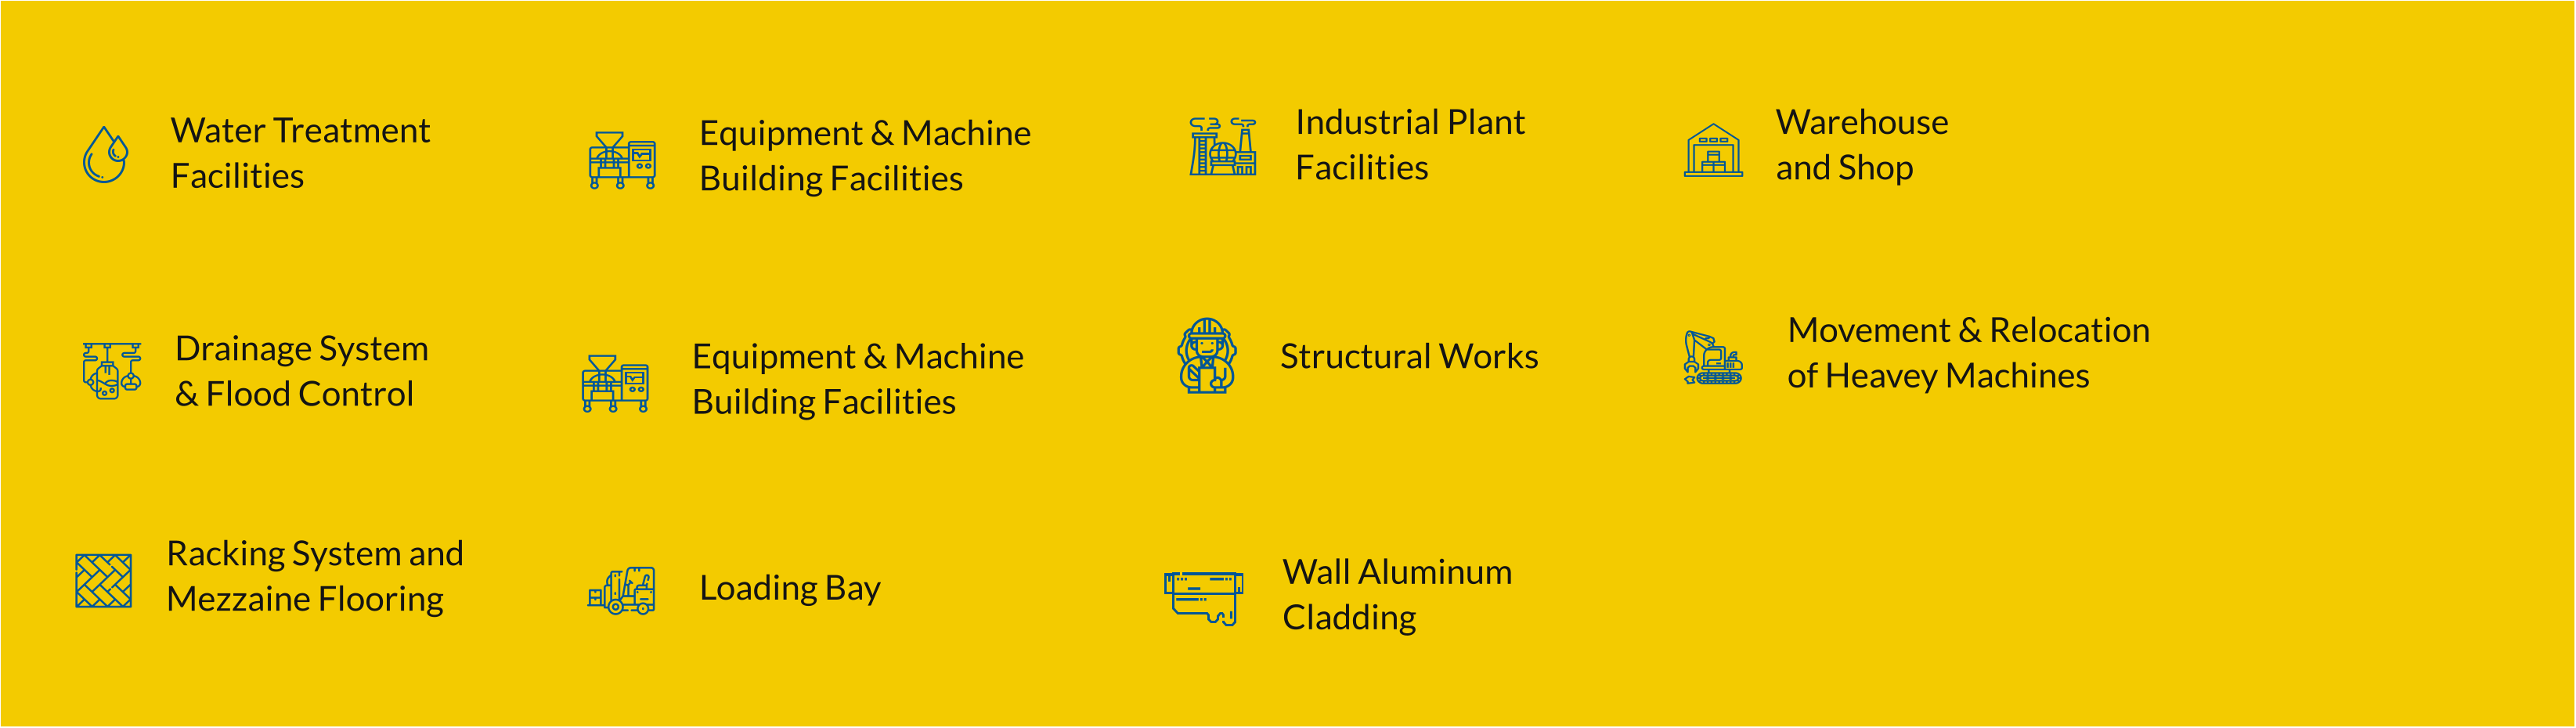 Water Treatment
Facilities
Equipment & Machine
Building Facilities
Industrial Plant
Facilities
Warehouse
and Shop
Drainage System
& Flood Control
Equipment & Machine
Building Facilities
Structural Works
Movement & Relocation
of Heavey Machines
Racking System and
Mezzaine Flooring
Loading Bay
Wall Aluminum
Cladding